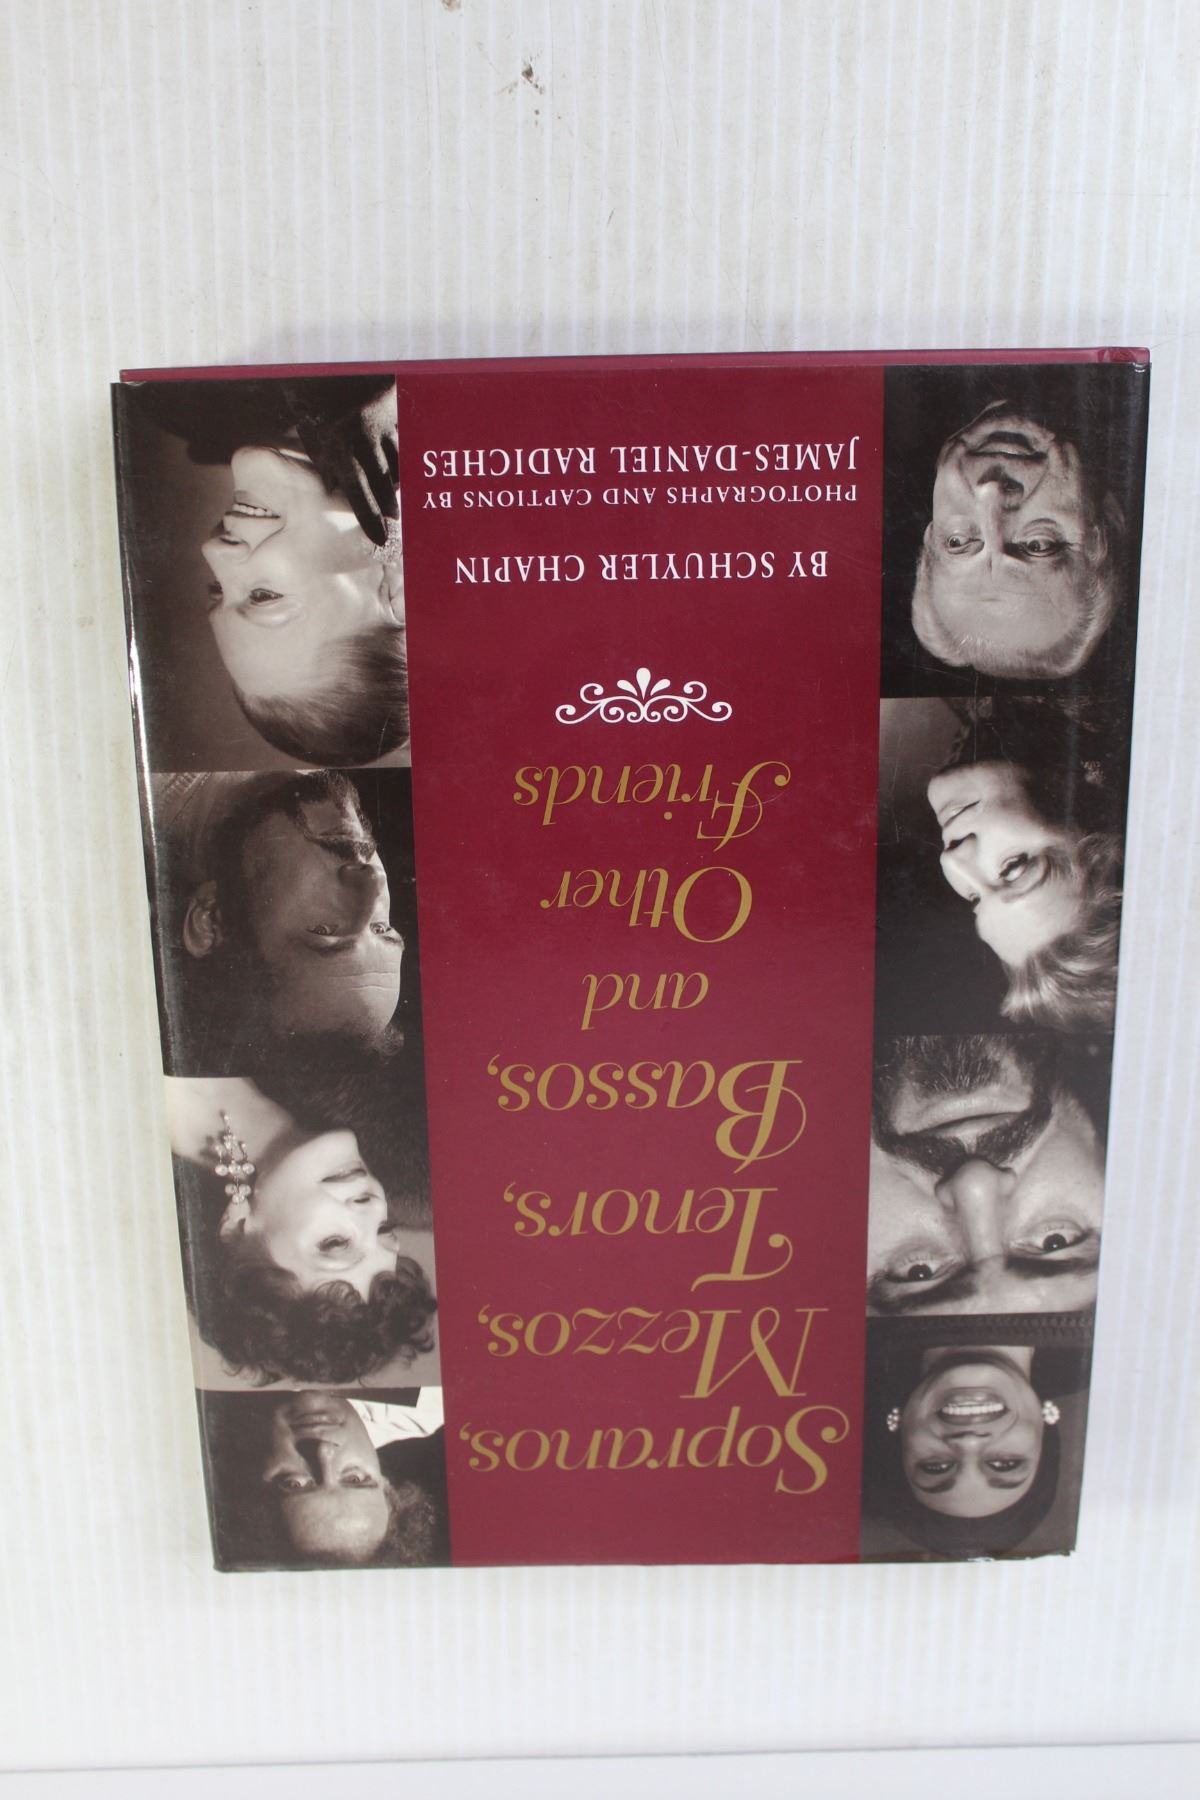 Sopranos,
Mezzos,
Tenors,
Bassos,
and
Other
Friends
BY SCHUYLER CHAPIN
PHOTOGRAPHS AND CAPTIONS BY
JAMES-DANIEL RADICHES